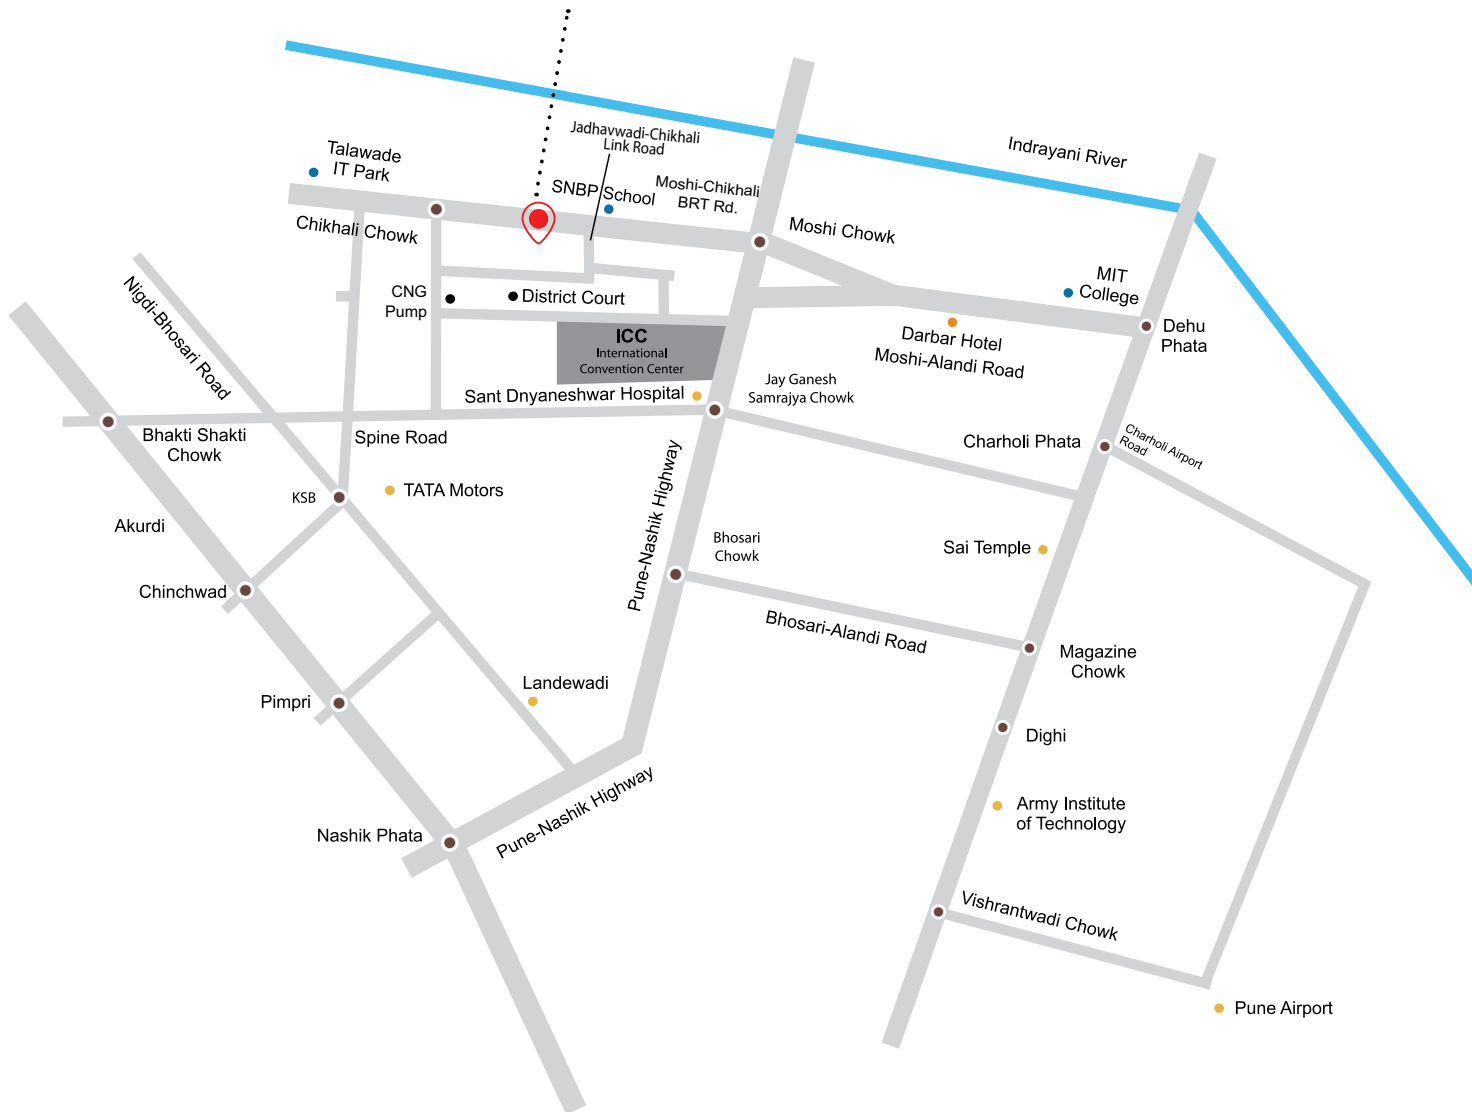 Jadhavwadi-Chikhali
Link Road
Indrayani River
Talawade
IT Park
SNBP School
Moshi-Chikhali
BRT Rd.
Chikhali Chowk
Moshi Chowk
MIT
College
Nigdi-Bhosari Road
CNG
Pump
District Court
ICC
International
Convention Center
Darbar Hotel
Moshi-Alandi Road
Dehu
Phata
Sant Dnyaneshwar Hospital
Jay Ganesh
Samrajya Chowk
Bhakti Shakti
Chowk
Spine Road
Charholi Phata
Charholi Airport
Road
KSB
TATA Motors
Akurdi
Pune-Nashik Highway
Bhosari
Chowk
Sai Temple
Chinchwad
Bhosari-Alandi Road
Magazine
Chowk
Pimpri
Landewadi
Dighi
Pune-Nashik Highway
Army Institute
of Technology
Nashik Phata
Vishrantwadi Chowk
Pune Airport